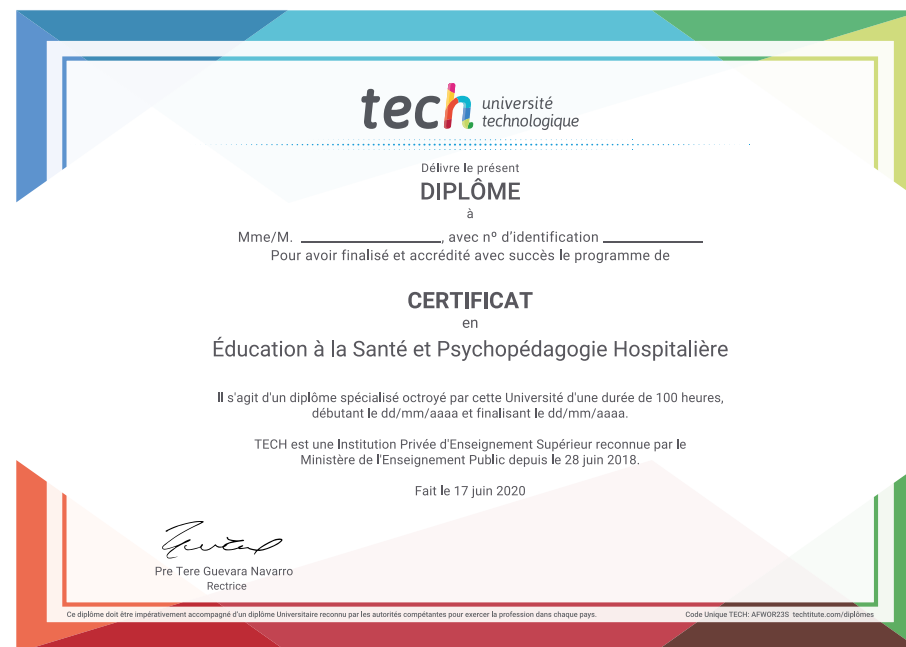 tech université
technologique
Délivre le présent
DIPLÔME
à
Mme/M. ____________________, avec nº d'identification ______________
Pour avoir finalisé et accrédité avec succès le programme de
CERTIFICAT
en
Éducation à la Santé et Psychopédagogie Hospitalière
Il s'agit d'un diplôme spécialisé octroyé par cette Université d'une durée de 100 heures,
débutant le dd/mm/aaaa et finalisant le dd/mm/aaaa.
TECH est une Institution Privée d'Enseignement Supérieur reconnue par le
Ministère de l'Enseignement Public depuis le 28 juin 2018.
Fait le 17 juin 2020
Pre Tere Guevara Navarro
Rectrice
Ce diplôme doit être impérativement accompagné d'un diplôme Universitaire reconnu par les autorités compétantes pour exercer la profession dans chaque pays.
Code Unique TECH: AFWOR23S techtitute.com/diplômes